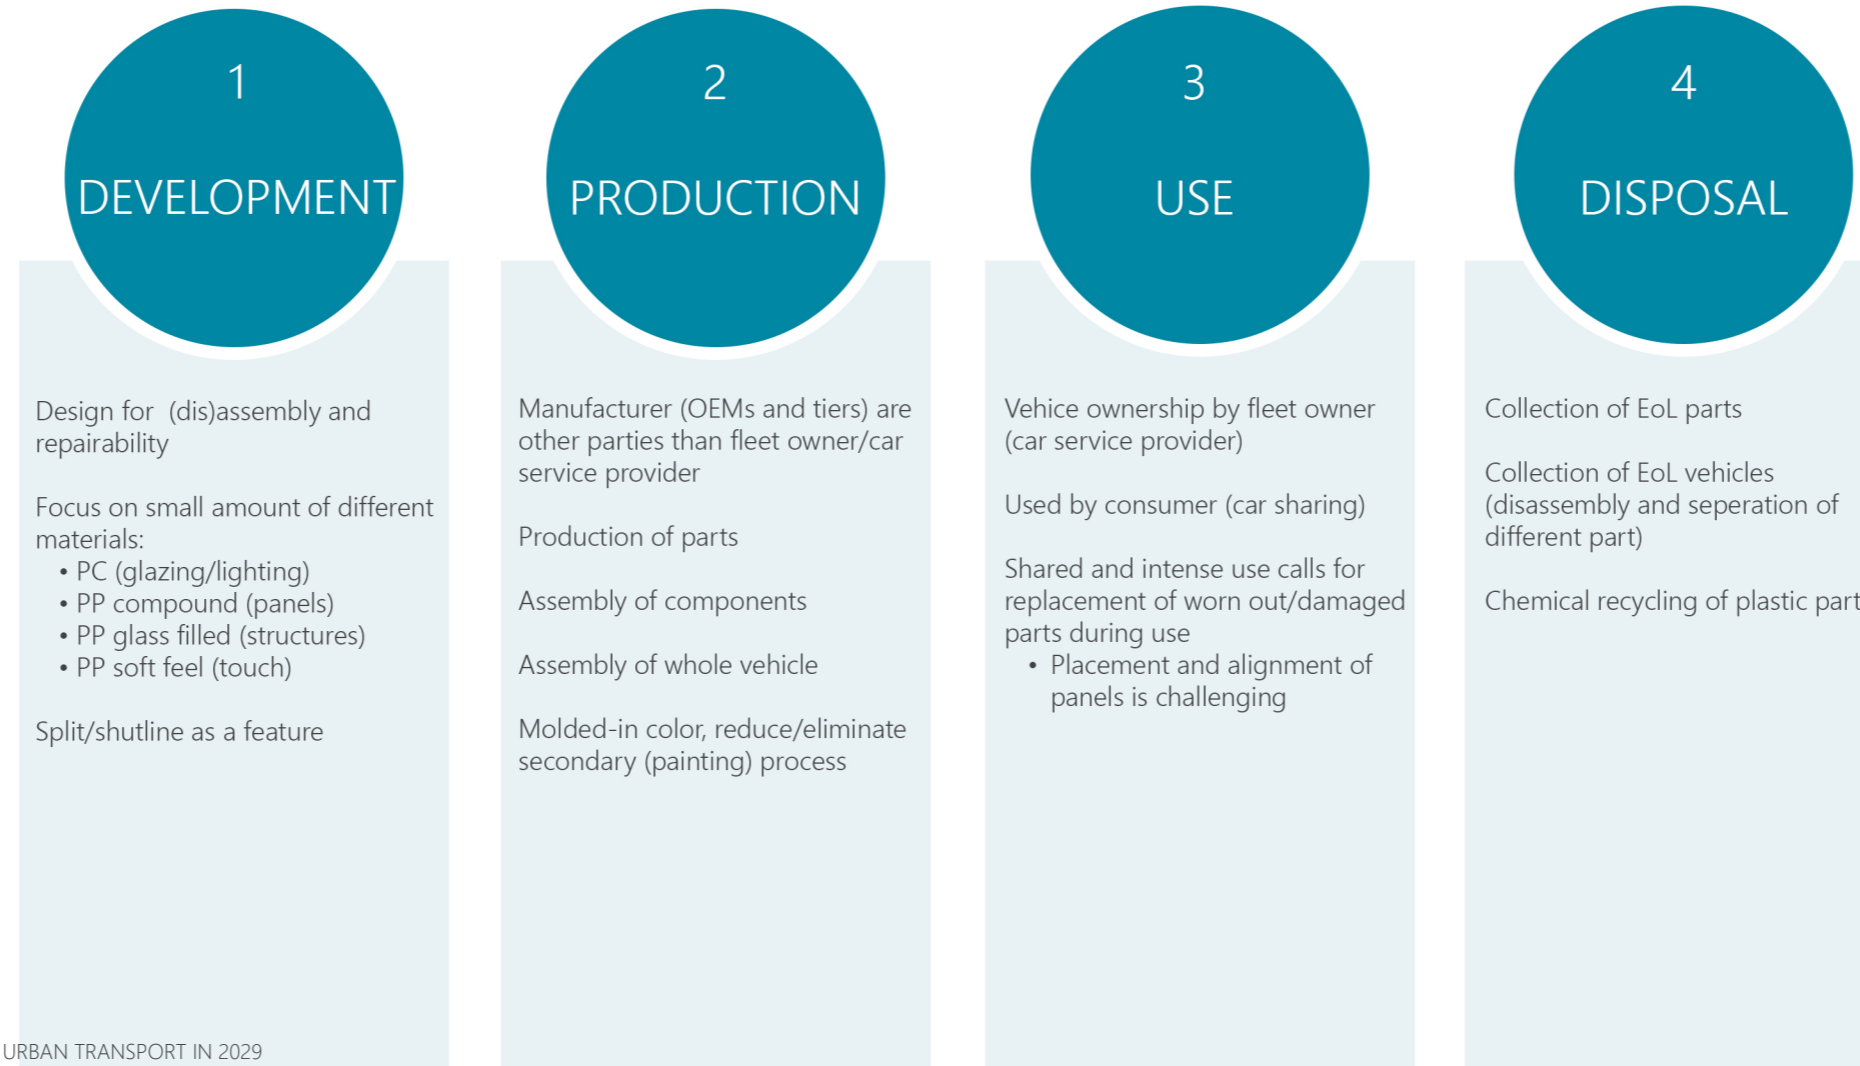 1
DEVELOPMENT
Design for (dis)assembly and
repairability
Focus on small amount of different
materials:
• PC (glazing/lighting)
• PP compound (panels)
• PP glass filled (structures)
• PP soft feel (touch)
Split/shutline as a feature
2
PRODUCTION
Manufacturer (OEMs and tiers) are
other parties than fleet owner/car
service provider
Production of parts
Assembly of components
Assembly of whole vehicle
Molded-in color, reduce/eliminate
secondary (painting) process
3
USE
Vehice ownership by fleet owner
(car service provider)
Used by consumer (car sharing)
Shared and intense use calls for
replacement of worn out/damaged
parts during use
• Placement and alignment of
panels is challenging
4
DISPOSAL
Collection of EoL parts
Collection of EoL vehicles
(disassembly and seperation of
different part)
Chemical recycling of plastic part
URBAN TRANSPORT IN 2029